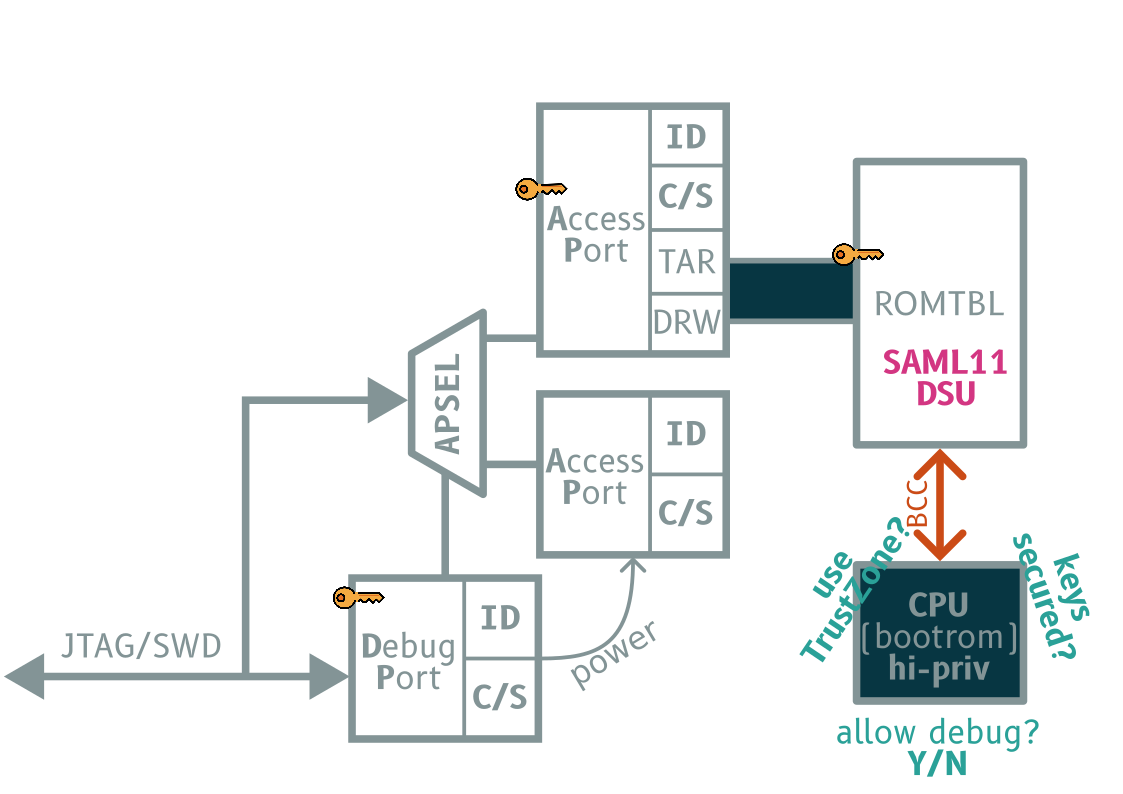 ID
C/S
Access
Port
TAR
DRW
ROMTBL
SAML11
DSU
APSEL
ID
Access
Port
C/S
BCC
use
TrustZone?
keys
secured?
CPU
(bootrom)
hi-priv
allow debug?
Y/N
JTAG/SWD
ID
Debug
Port
C/S
power